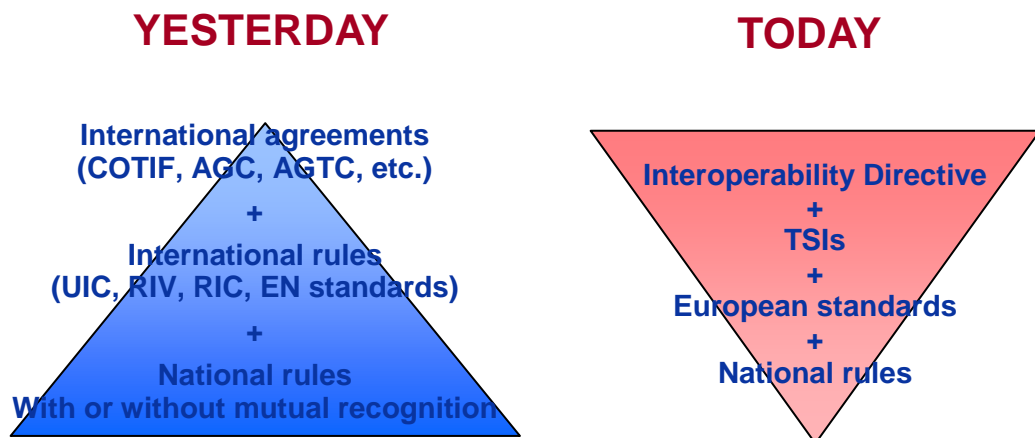 YESTERDAY
International agreements
(COTIF, AGC, AGTC, etc.)
+
International rules
(UIC, RIV, RIC, EN standards)
+
National rules
With or without mutual recognition
TODAY
Interoperability Directive
+
TSIs
+
European standards
+
National rules